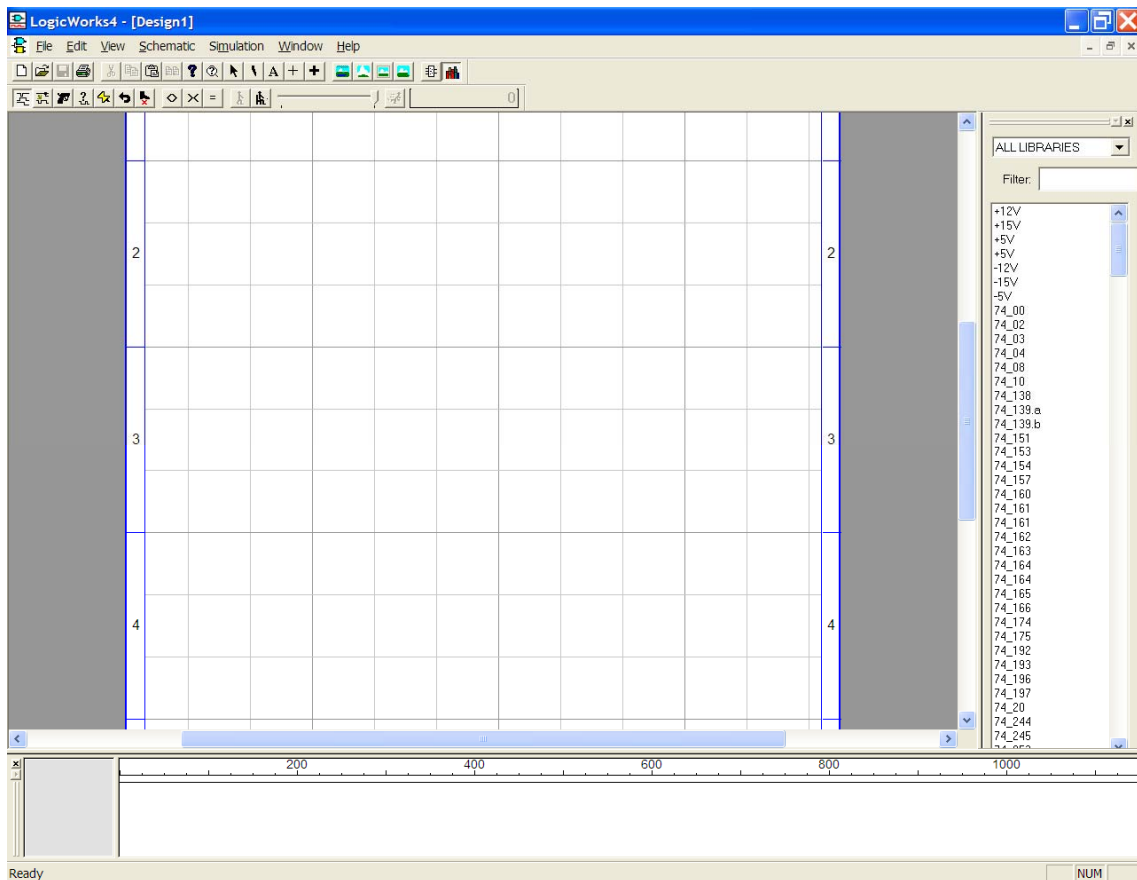 LogicWorks4 - [Design1]
File Edit View Schematic Simulation Window Help
A
0
ALL LIBRARIES
Filter:
+12V
+15V
+5V
+5V
-12V
-15V
-5V
74_00
74_02
74_03
74_04
74_08
74_10
74_138
74_139.a
74_139.b
74_151
74_153
74_154
74_157
74_160
74_161
74_161
74_162
74_163
74_164
74_164
74_165
74_166
74_174
74_175
74_192
74_193
74_196
74_197
74_20
74_244
74_245
2 2
3 3
4 4
200 400 600 800 1000
Ready NUM